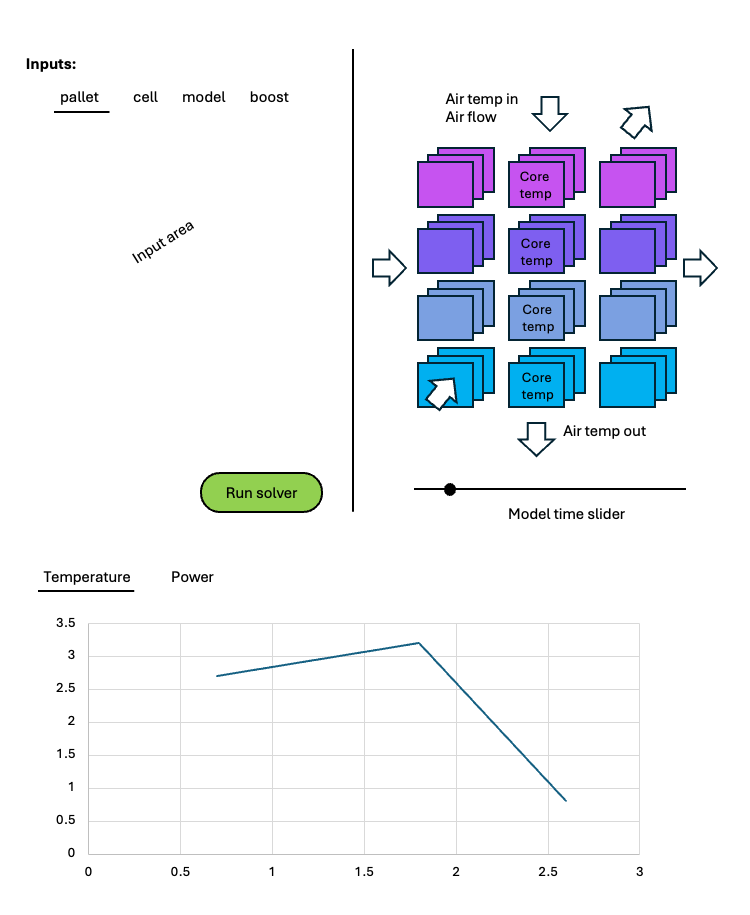 Inputs:
pallet cell model boost
Input area
Run solver
Air temp in
Air flow
Core
temp
Core
temp
Core
temp
Core
temp
Air temp out
Model time slider
Temperature Power
3.5
3
2.5
2
1.5
1
0.5
0
0 0.5 1 1.5 2 2.5 3